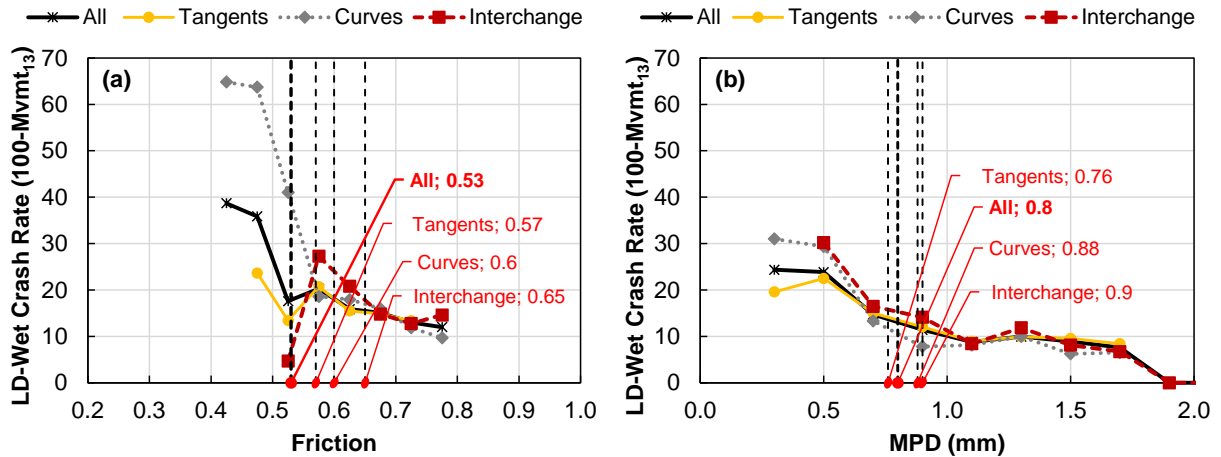 All Tangents Curves Interchange
(a)
LD-Wet Crash Rate (100-Mvmt₁₃)
70
60
50
40
30
20
10
0
All; 0.53
Tangents; 0.57
Curves; 0.6
Interchange; 0.65
0.2 0.3 0.4 0.5 0.6 0.7 0.8 0.9 1.0
Friction
All Tangents Curves Interchange
(b)
LD-Wet Crash Rate (100-Mvmt₁₃)
70
60
50
40
30
20
10
0
Tangents; 0.76
All; 0.8
Curves; 0.88
Interchange; 0.9
0.0 0.5 1.0 1.5 2.0
MPD (mm)